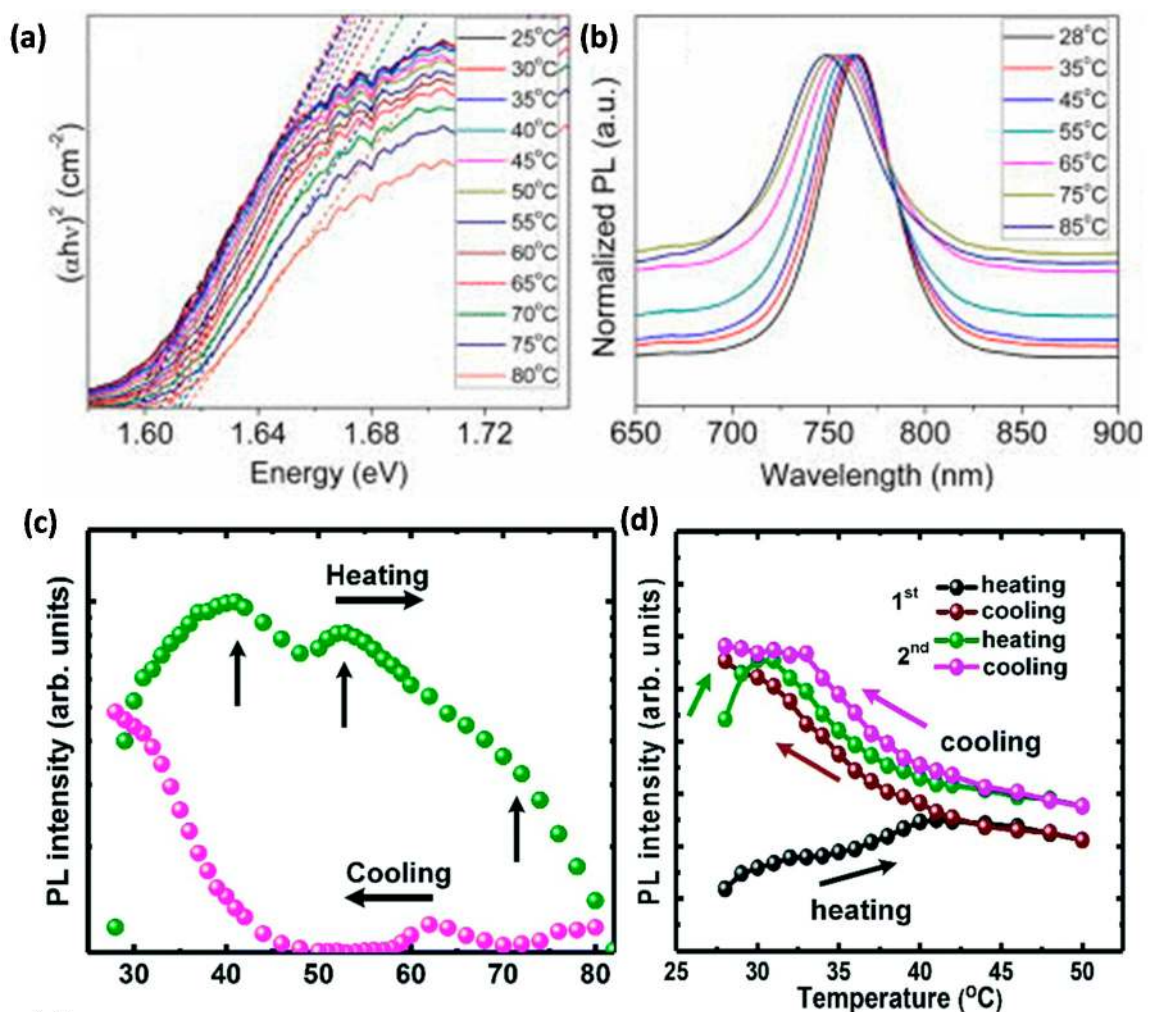 (a)
25°C
30°C
35°C
40°C
45°C
50°C
55°C
60°C
65°C
70°C
75°C
80°C
(αhν)² (cm⁻²)
1.60 1.64 1.68 1.72
Energy (eV)
(b)
28°C
35°C
45°C
55°C
65°C
75°C
85°C
Normalized PL (a.u.)
650 700 750 800 850 900
Wavelength (nm)
(c)
Heating
Cooling
PL intensity (arb. units)
30 40 50 60 70 80
(d)
1st heating
cooling
2nd heating
cooling
cooling
heating
PL intensity (arb. units)
25 30 35 40 45 50
Temperature (°C)